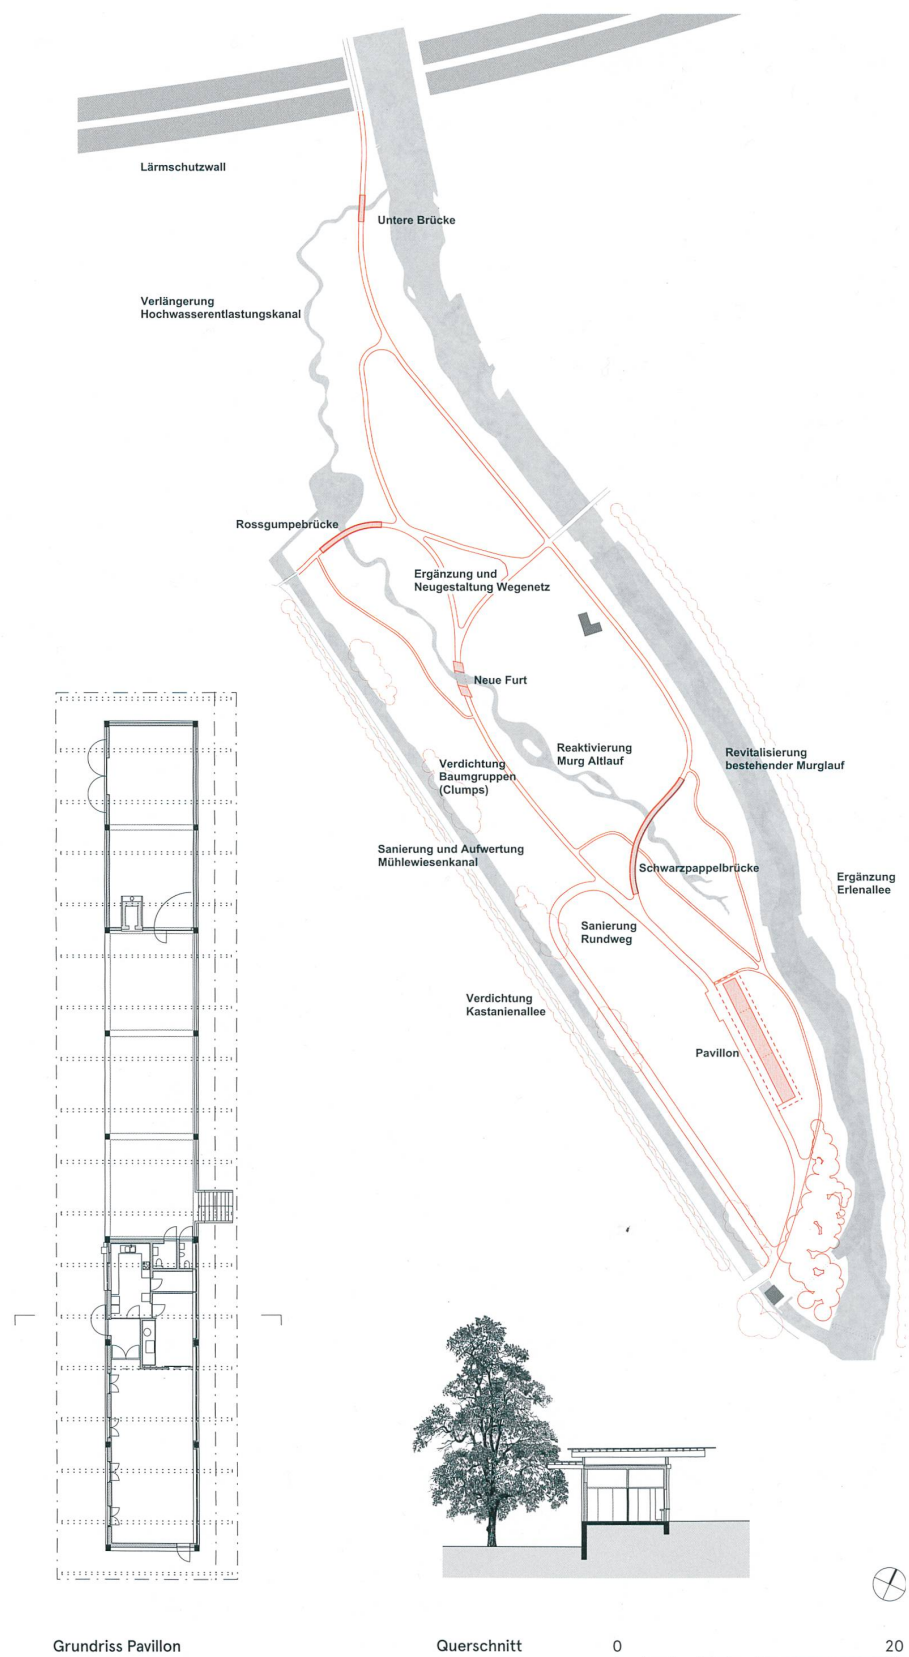 Lärmschutzwall
Untere Brücke
Verlängerung
Hochwasserentlastungskanal
Rossgumpebrücke
Ergänzung und
Neugestaltung Wegenetz
Neue Furt
Reaktivierung
Murg Altlauf
Revitalisierung
bestehender Murglauf
Verdichtung
Baumgruppen
(Clumps)
Sanierung und Aufwertung
Mühlewiesenkanal
Schwarzpappelbrücke
Ergänzung
Erlenallee
Sanierung
Rundweg
Verdichtung
Kastanienallee
Pavillon
Grundriss Pavillon
Querschnitt
0
20